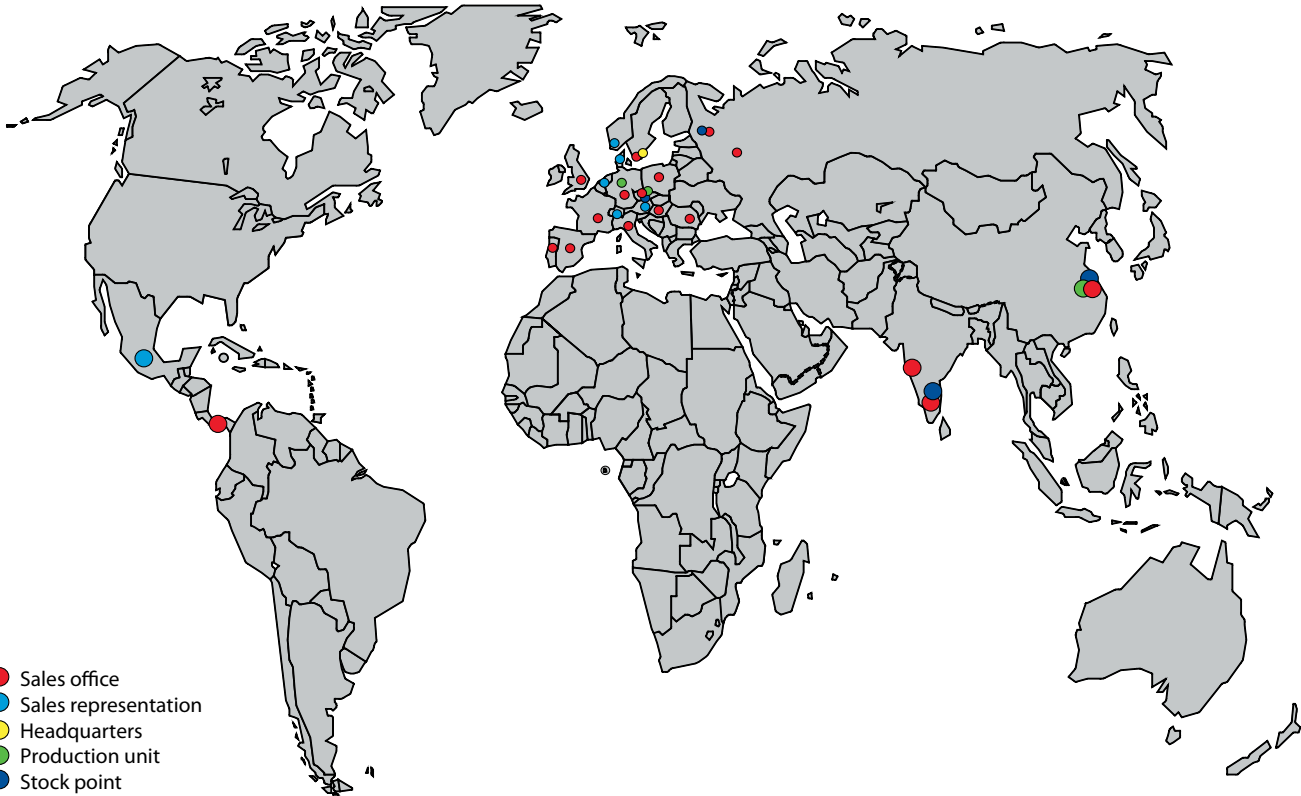 Sales office
Sales representation
Headquarters
Production unit
Stock point